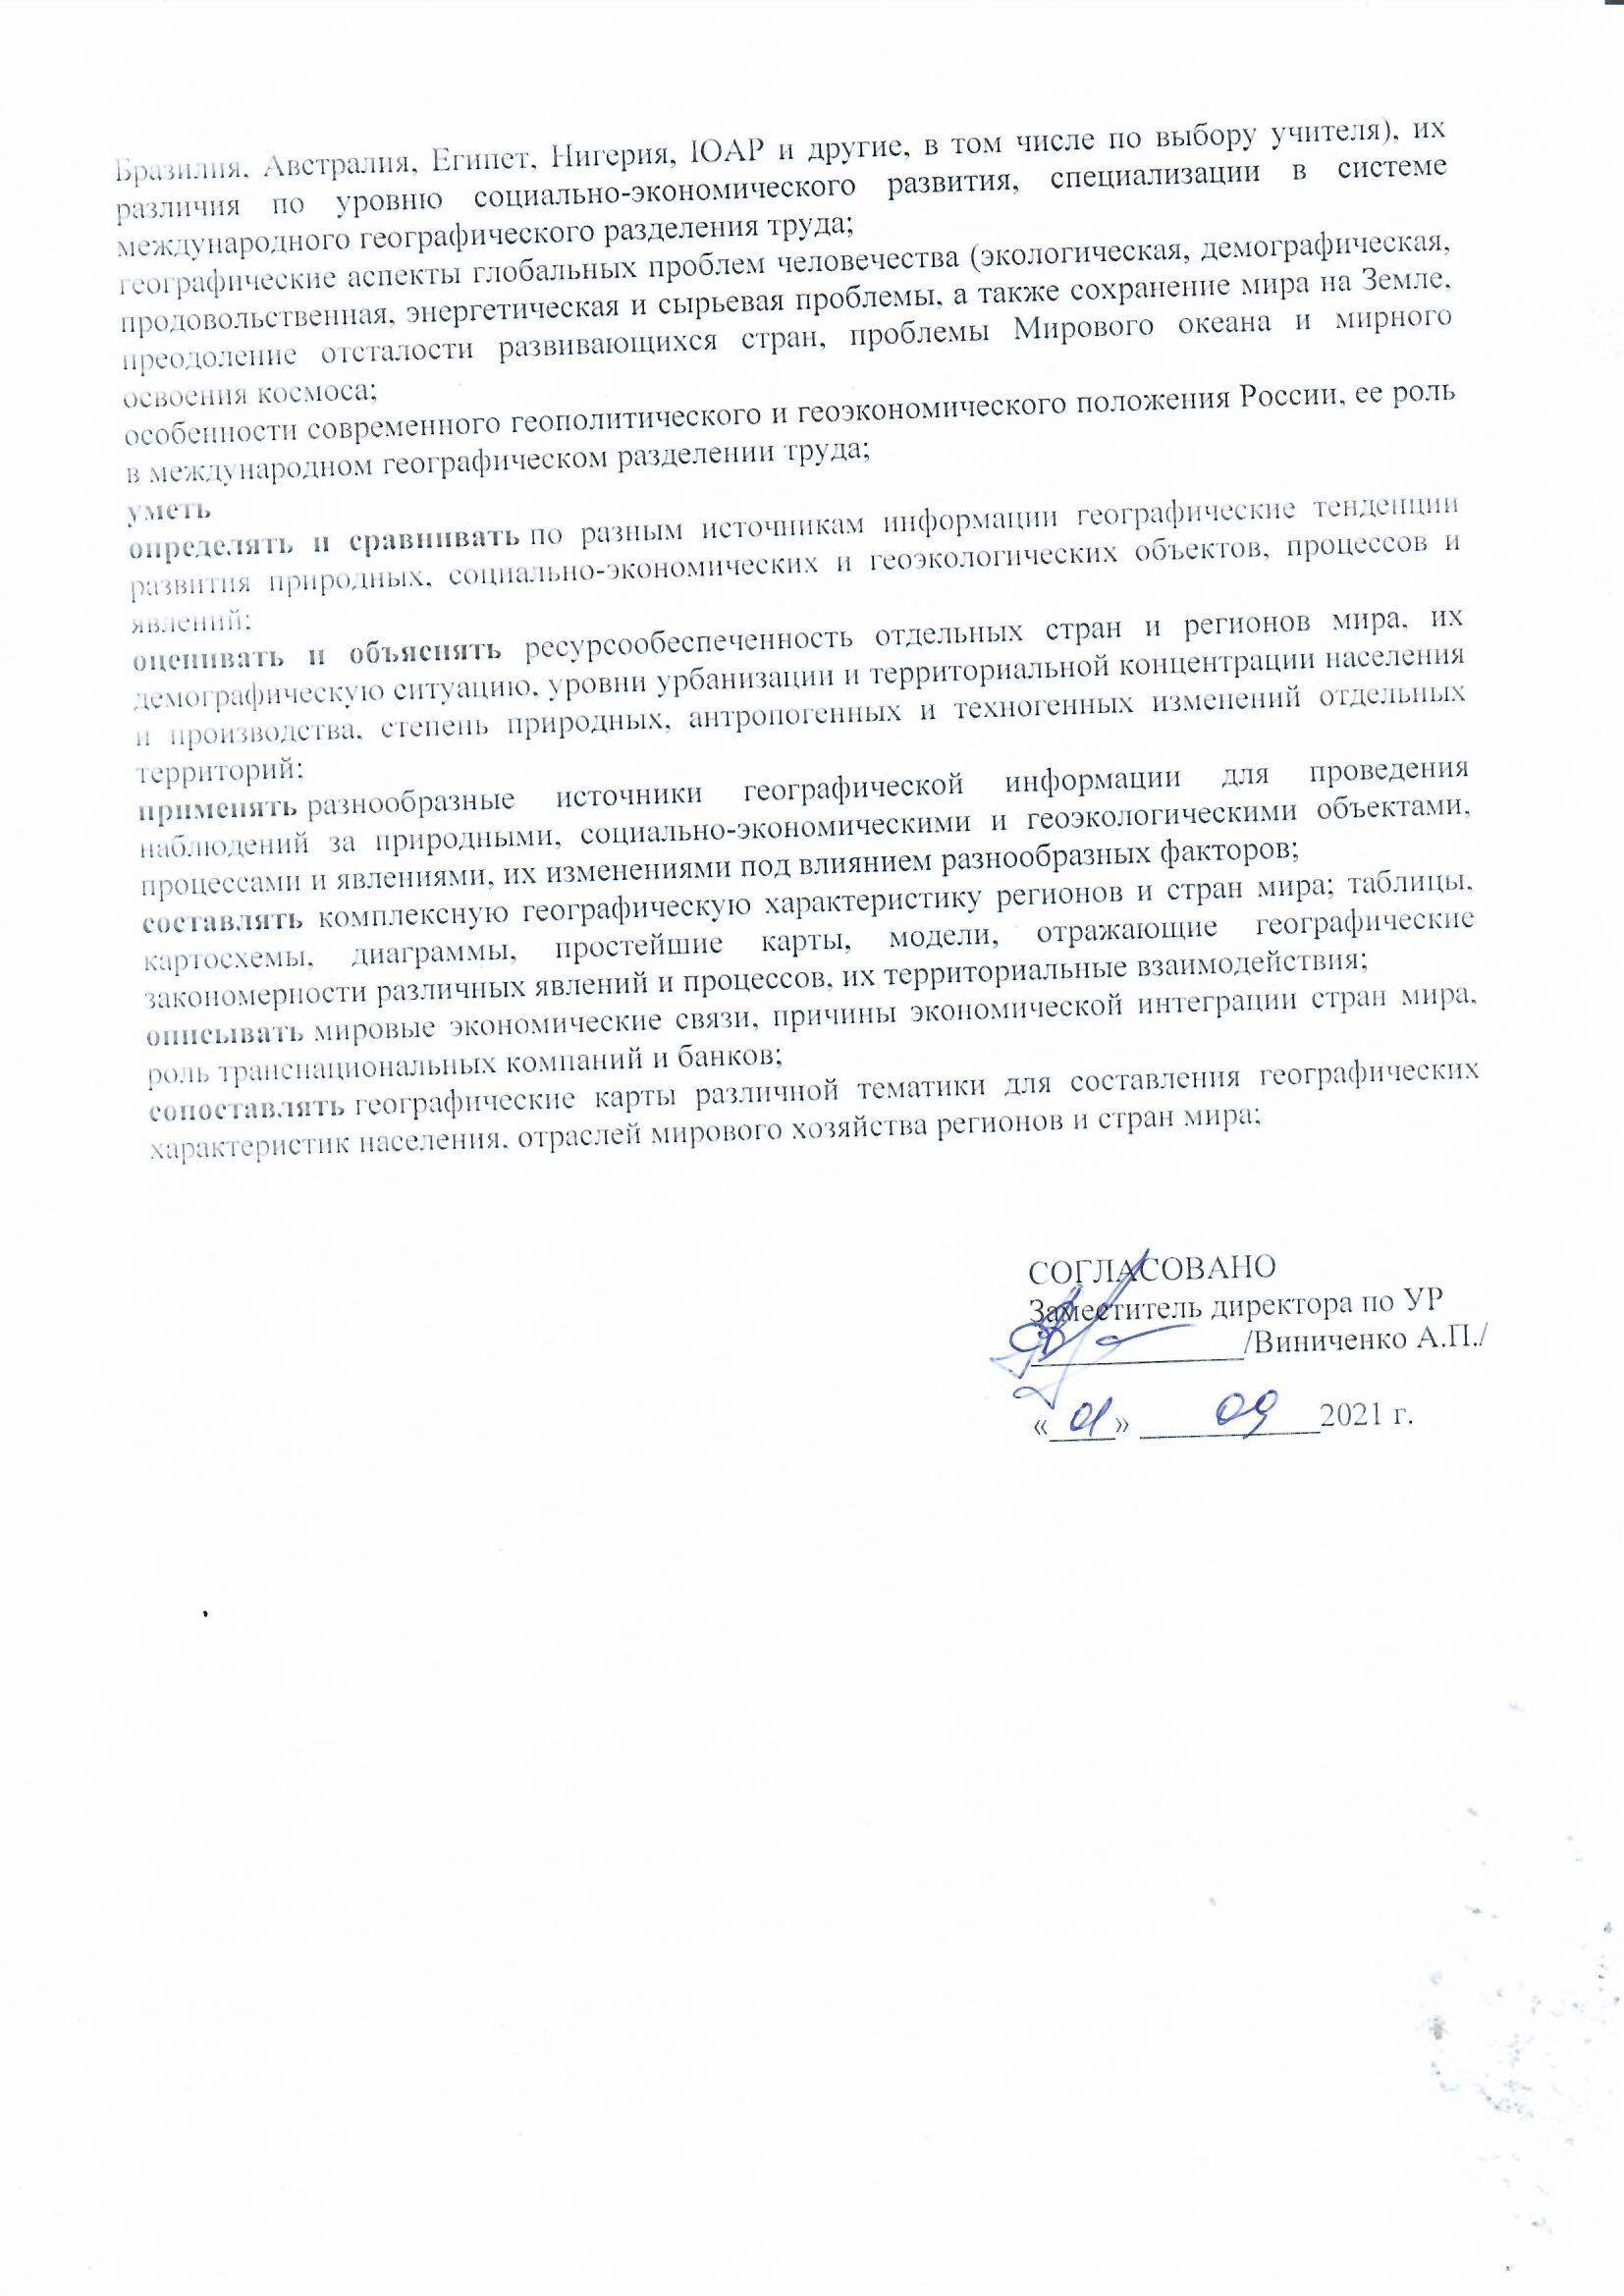 Бразилия, Австралия, Египет, Нигерия, ЮАР и другие, в том числе по выбору учителя), их
различия по уровню социально-экономического развития, специализации в системе
международного географического разделения труда;
географические аспекты глобальных проблем человечества (экологическая, демографическая,
продовольственная, энергетическая и сырьевая проблемы, а также сохранение мира на Земле,
преодоление отсталости развивающихся стран, проблемы Мирового океана и мирного
освоения космоса;
особенности современного геополитического и геоэкономического положения России, ее роль
в международном географическом разделении труда;
уметь
определять и сравнивать по разным источникам информации географические тенденции
развития природных, социально-экономических и геоэкологических объектов, процессов и
явлений;
оценивать и объяснять ресурсообеспеченность отдельных стран и регионов мира, их
демографическую ситуацию, уровни урбанизации и территориальной концентрации населения
и производства, степень природных, антропогенных и техногенных изменений отдельных
территорий;
применять разнообразные источники географической информации для проведения
наблюдений за природными, социально-экономическими и геоэкологическими объектами,
процессами и явлениями, их изменениями под влиянием разнообразных факторов;
составлять комплексную географическую характеристику регионов и стран мира; таблицы,
картосхемы, диаграммы, простейшие карты, модели, отражающие географические
закономерности различных явлений и процессов, их территориальные взаимодействия;
описывать мировые экономические связи, причины экономической интеграции стран мира,
роль транснациональных компаний и банков;
сопоставлять географические карты различной тематики для составления географических
характеристик населения, отраслей мирового хозяйства регионов и стран мира;
СОГЛАСОВАНО
Заместитель директора по УР
_____________/Виниченко А.П./
«01» 09 2021 г.